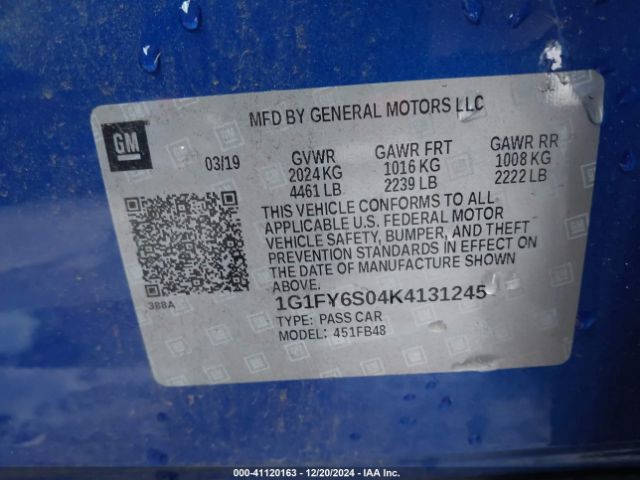 MFD BY GENERAL MOTORS LLC
GM
03/19
GVWR GAWR FRT GAWR RR
2024 KG 1016 KG 1008 KG
4461 LB 2239 LB 2222 LB
THIS VEHICLE CONFORMS TO ALL
APPLICABLE U.S. FEDERAL MOTOR
VEHICLE SAFETY, BUMPER, AND THEFT
PREVENTION STANDARDS IN EFFECT ON
THE DATE OF MANUFACTURE SHOWN
ABOVE.
388A
1G1FY6S04K4131245
TYPE: PASS CAR
MODEL: 451FB48
000-41120163 - 12/20/2024 - IAA Inc.